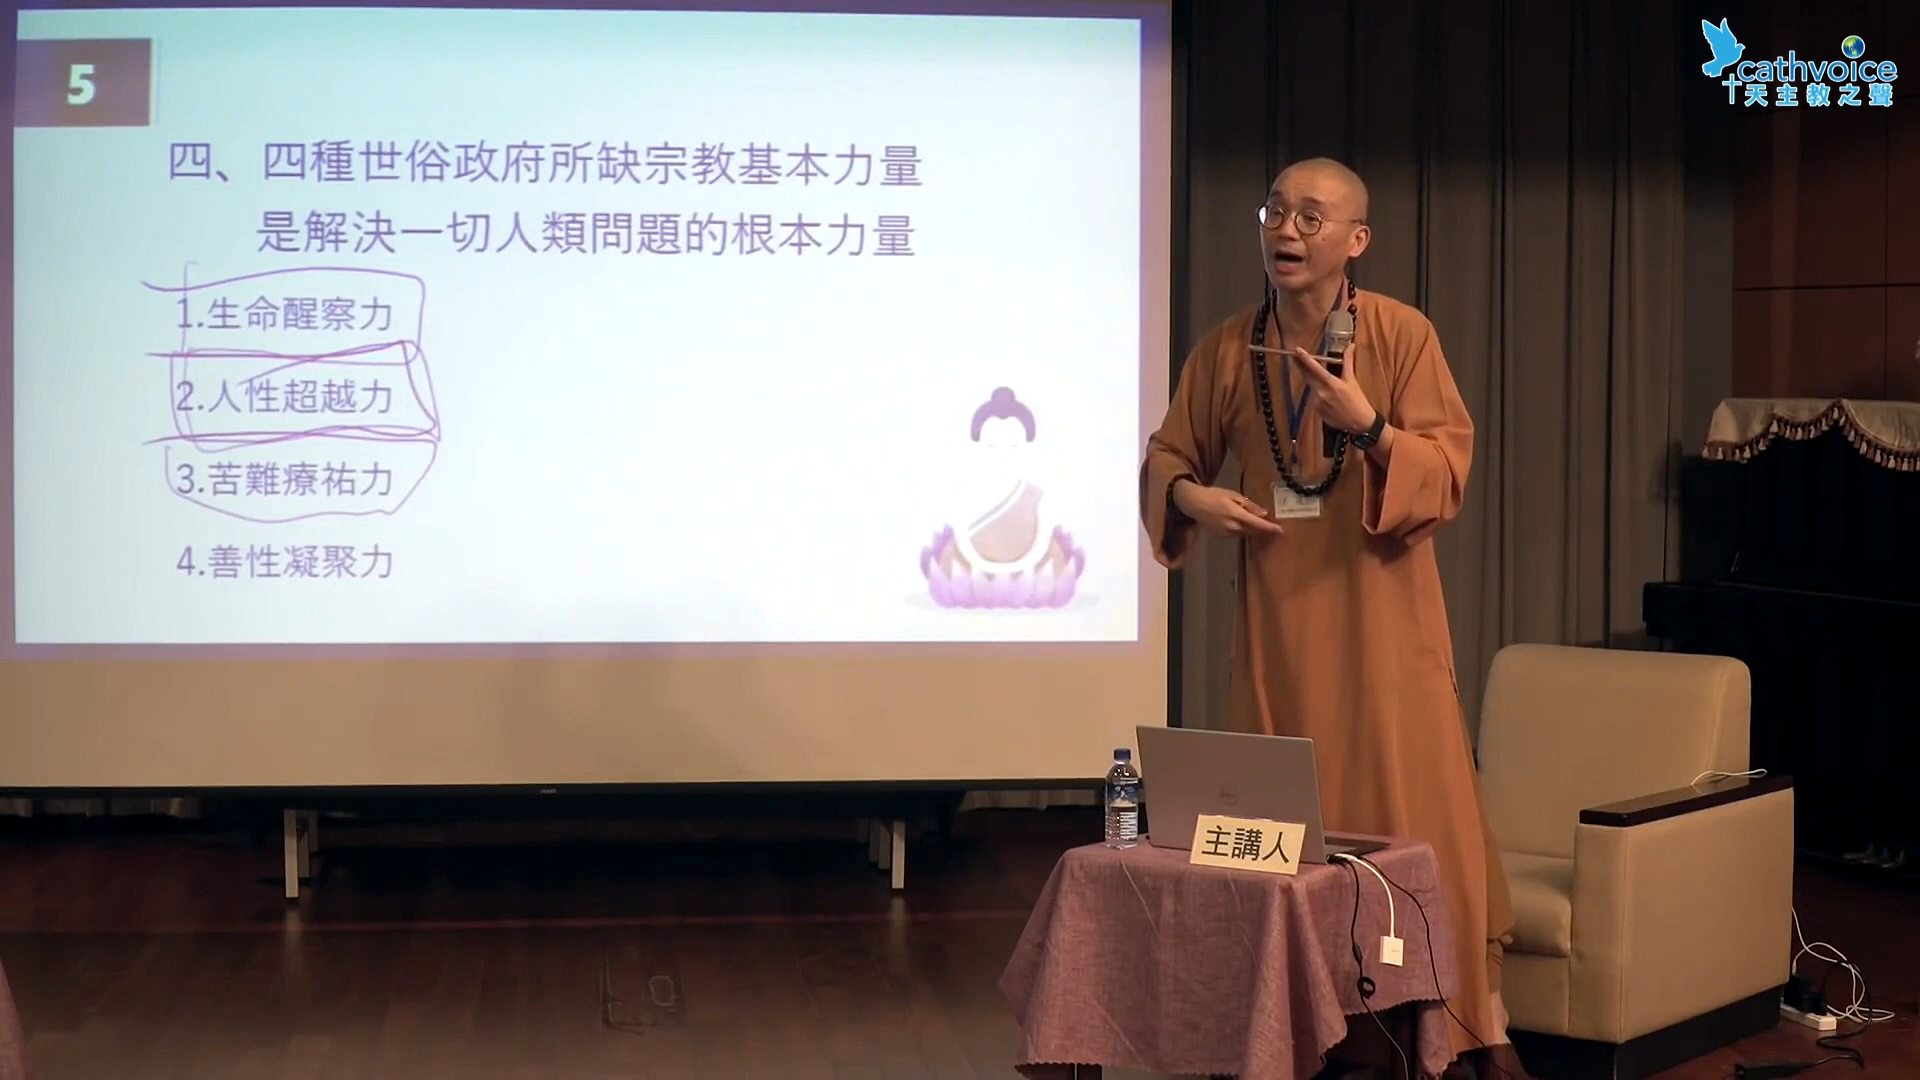 5
四、四種世俗政府所缺宗教基本力量
是解決一切人類問題的根本力量
1.生命醒察力
2.人性超越力
3.苦難療祐力
4.善性凝聚力
cathvoice
天主教之聲
主講人